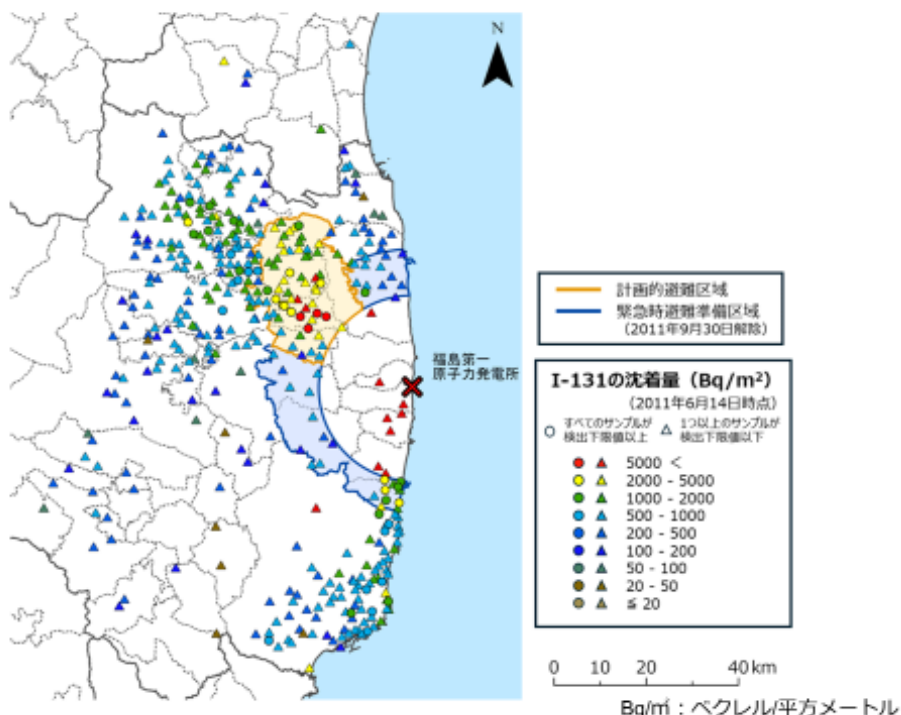 N
計画的避難区域
緊急時避難準備区域
(2011年9月30日解除)
福島第一
原子力発電所
I-131の沈着量(Bq/m²)
(2011年6月14日時点)
すべてのサンプルが
検出下限値以上
1つ以上のサンプルが
検出下限値以下
5000 <
2000 - 5000
1000 - 2000
500 - 1000
200 - 500
100 - 200
50 - 100
20 - 50
≦ 20
0 10 20 40 km
Bq/㎡:ベクレル/平方メートル